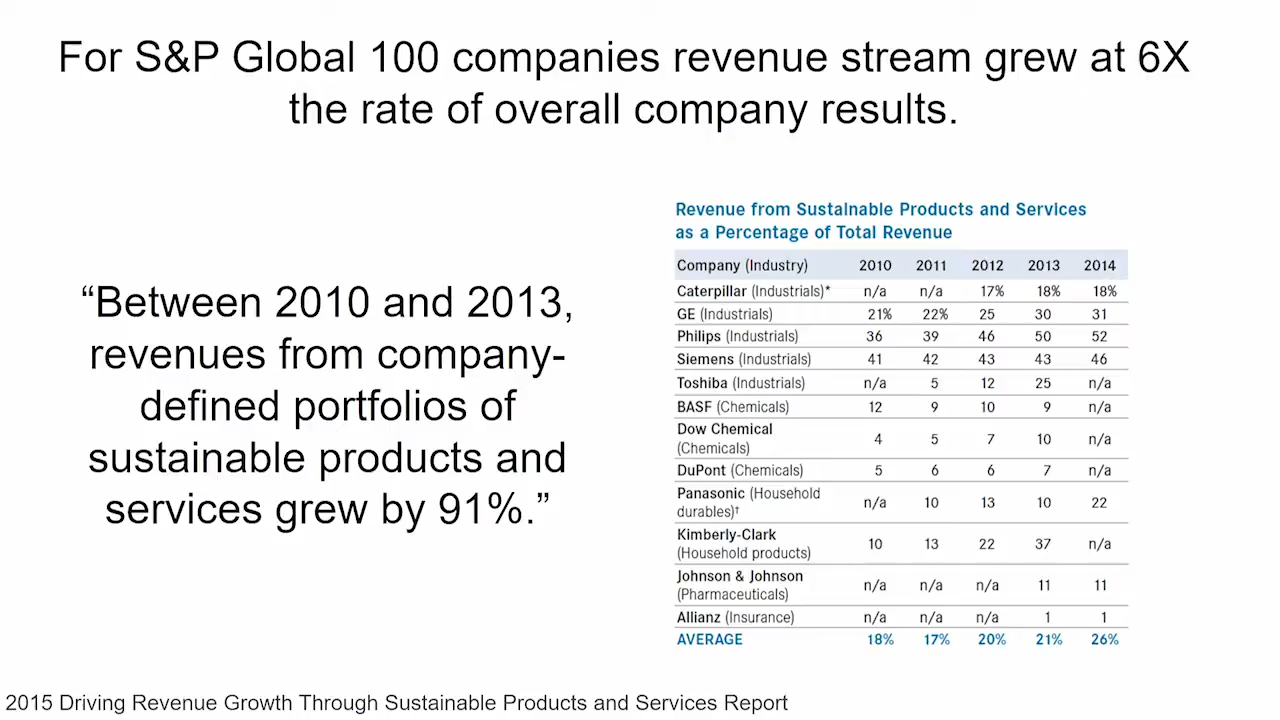 For S&P Global 100 companies revenue stream grew at 6X
the rate of overall company results.
“Between 2010 and 2013,
revenues from company-
defined portfolios of
sustainable products and
services grew by 91%.”
Revenue from Sustainable Products and Services
as a Percentage of Total Revenue
Company (Industry) 2010 2011 2012 2013 2014
Caterpillar (Industrials)* n/a n/a 17% 18% 18%
GE (Industrials) 21% 22% 25 30 31
Philips (Industrials) 36 39 46 50 52
Siemens (Industrials) 41 42 43 43 46
Toshiba (Industrials) n/a 5 12 25 n/a
BASF (Chemicals) 12 9 10 9 n/a
Dow Chemical
(Chemicals) 4 5 7 10 n/a
DuPont (Chemicals) 5 6 6 7 n/a
Panasonic (Household
durables)† n/a 10 13 10 22
Kimberly-Clark
(Household products) 10 13 22 37 n/a
Johnson & Johnson
(Pharmaceuticals) n/a n/a n/a 11 11
Allianz (Insurance) n/a n/a n/a 1 1
AVERAGE 18% 17% 20% 21% 26%
2015 Driving Revenue Growth Through Sustainable Products and Services Report